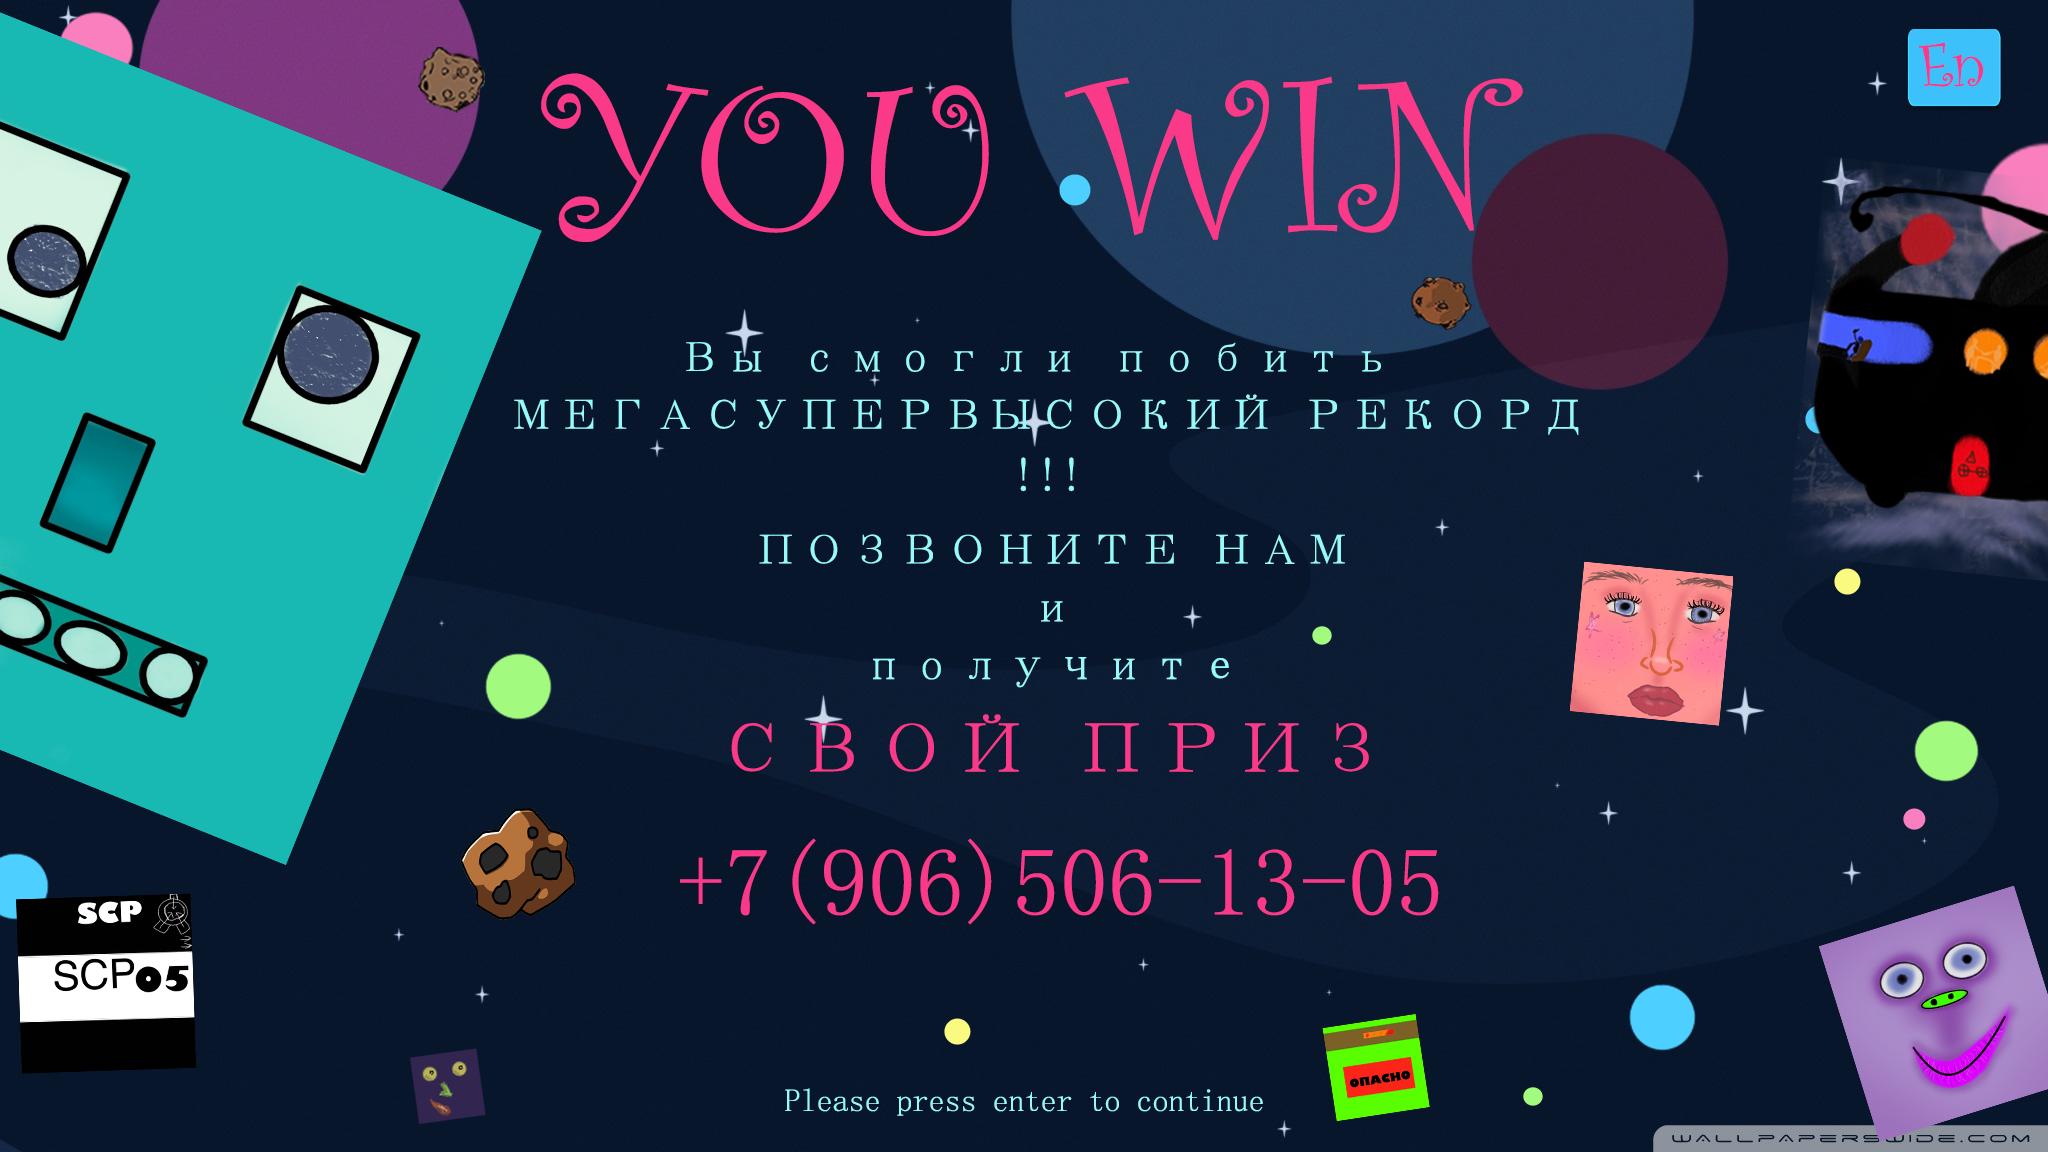 En
YOU WIN
Вы смогли побить
МЕГАСУПЕРВЫСОКИЙ РЕКОРД
!!!
ПОЗВОНИТЕ НАМ
и
получите
СВОЙ ПРИЗ
+7(906)506-13-05
SCP
SCP05
ОПАСНО
Please press enter to continue
WALLPAPERSWIDE.COM